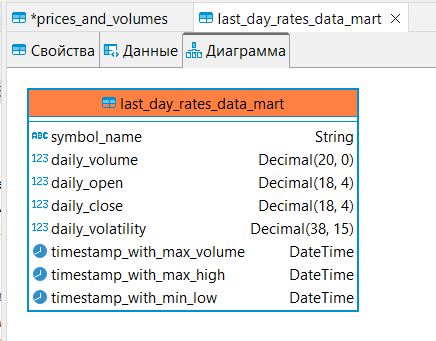 *prices_and_volumes last_day_rates_data_mart
Свойства Данные Диаграмма
last_day_rates_data_mart
ABC symbol_name String
123 daily_volume Decimal(20, 0)
123 daily_open Decimal(18, 4)
123 daily_close Decimal(18, 4)
123 daily_volatility Decimal(38, 15)
timestamp_with_max_volume DateTime
timestamp_with_max_high DateTime
timestamp_with_min_low DateTime